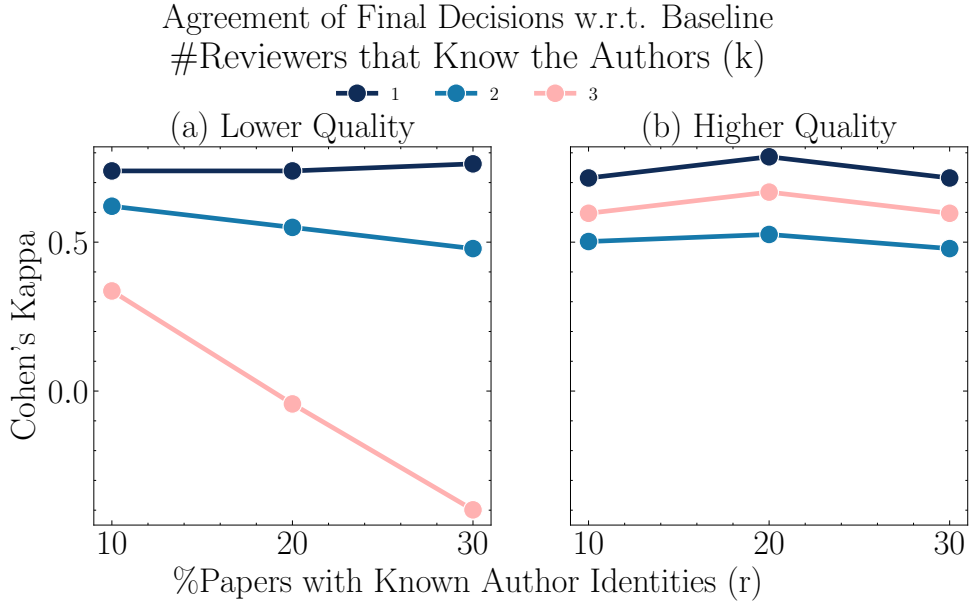 Agreement of Final Decisions w.r.t. Baseline
#Reviewers that Know the Authors (k)
1 2 3
(a) Lower Quality
(b) Higher Quality
Cohen's Kappa
0.5
0.0
10 20 30
10 20 30
%Papers with Known Author Identities (r)